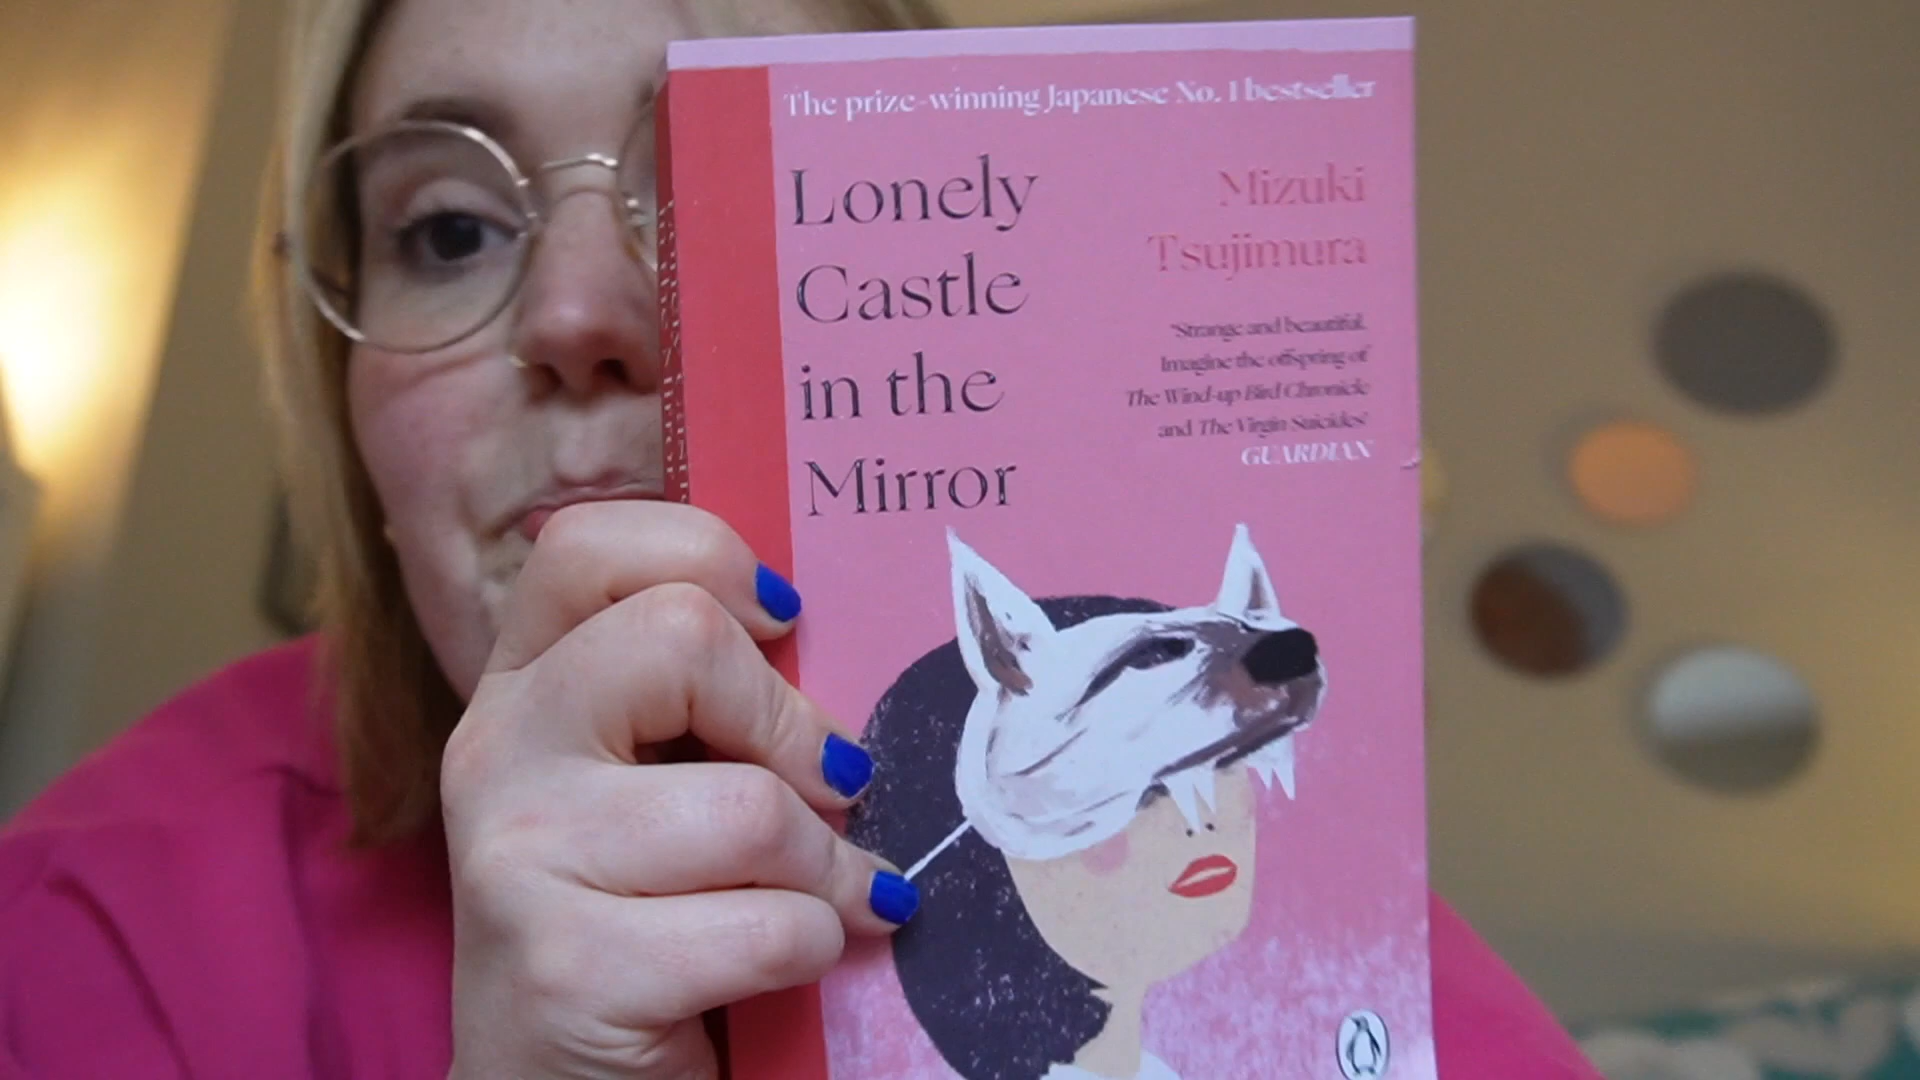 The prize-winning Japanese No. 1 bestseller
Lonely
Castle
in the
Mirror
Mizuki
Tsujimura
'Strange and beautiful.
Imagine the offspring of
The Wind-up Bird Chronicle
and The Virgin Suicides'
GUARDIAN